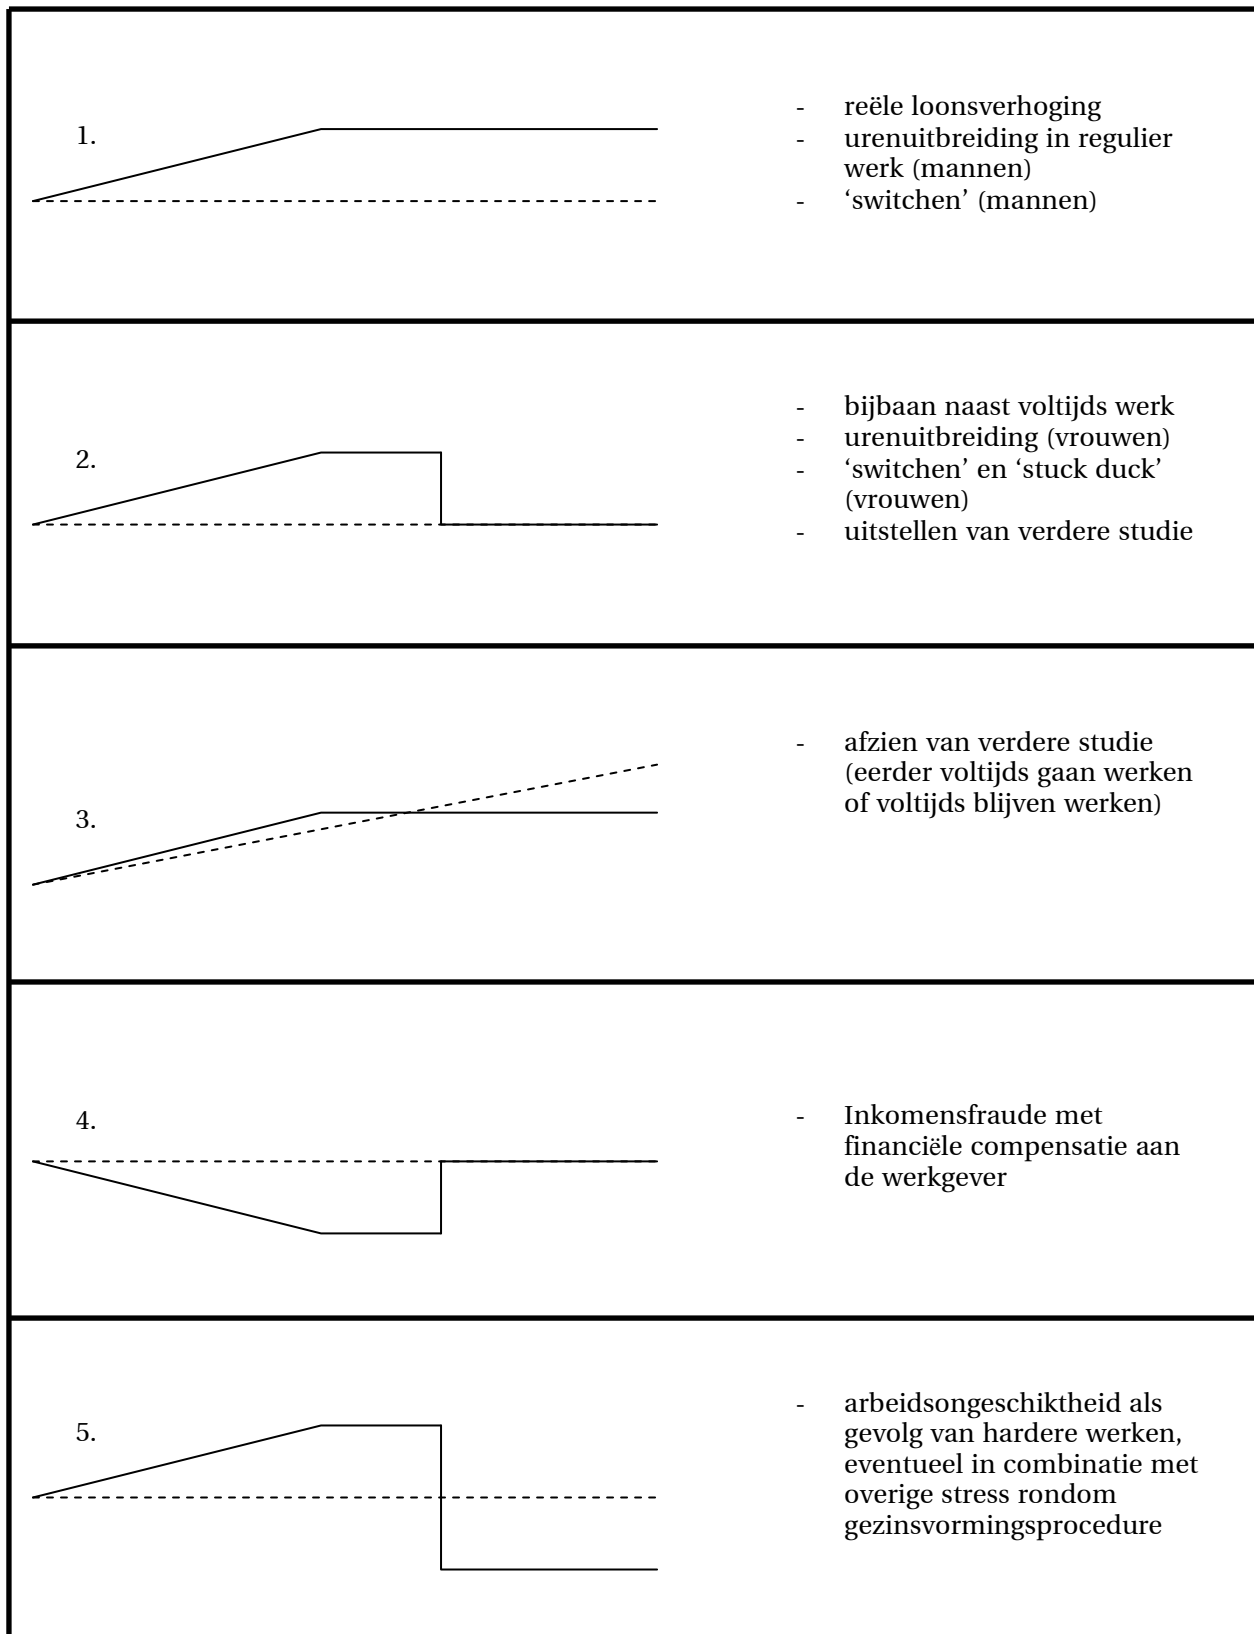 1.
- reële loonsverhoging
- urenuitbreiding in regulier
werk (mannen)
- ‘switchen’ (mannen)
2.
- bijbaan naast voltijds werk
- urenuitbreiding (vrouwen)
- ‘switchen’ en ‘stuck duck’
(vrouwen)
- uitstellen van verdere studie
3.
- afzien van verdere studie
(eerder voltijds gaan werken
of voltijds blijven werken)
4.
- Inkomensfraude met
financiële compensatie aan
de werkgever
5.
- arbeidsongeschiktheid als
gevolg van hardere werken,
eventueel in combinatie met
overige stress rondom
gezinsvormingsprocedure